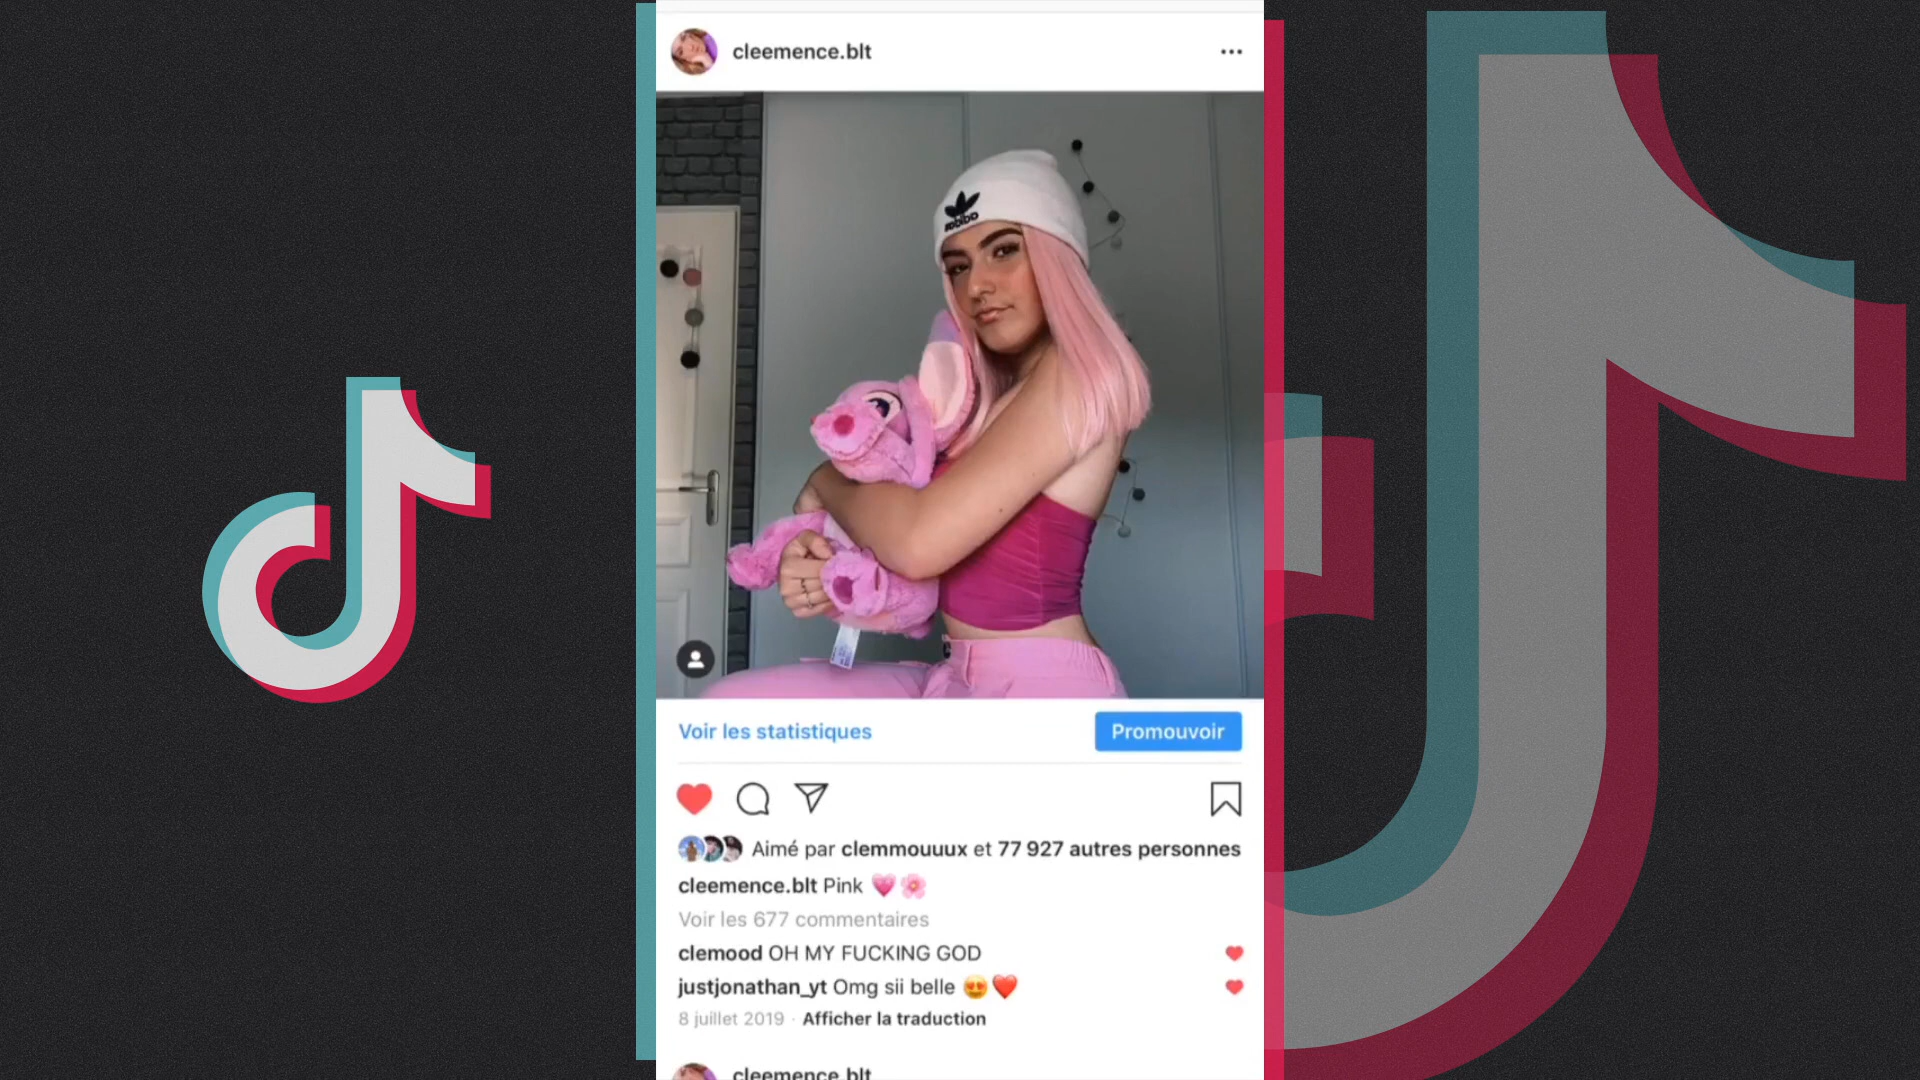 cleemence.blt
Voir les statistiques
Promouvoir
Aimé par clemmouuux et 77 927 autres personnes
cleemence.blt Pink 💗🌸
Voir les 677 commentaires
clemood OH MY FUCKING GOD
justjonathan_yt Omg sii belle 😍❤️
8 juillet 2019 · Afficher la traduction
cleemence.blt